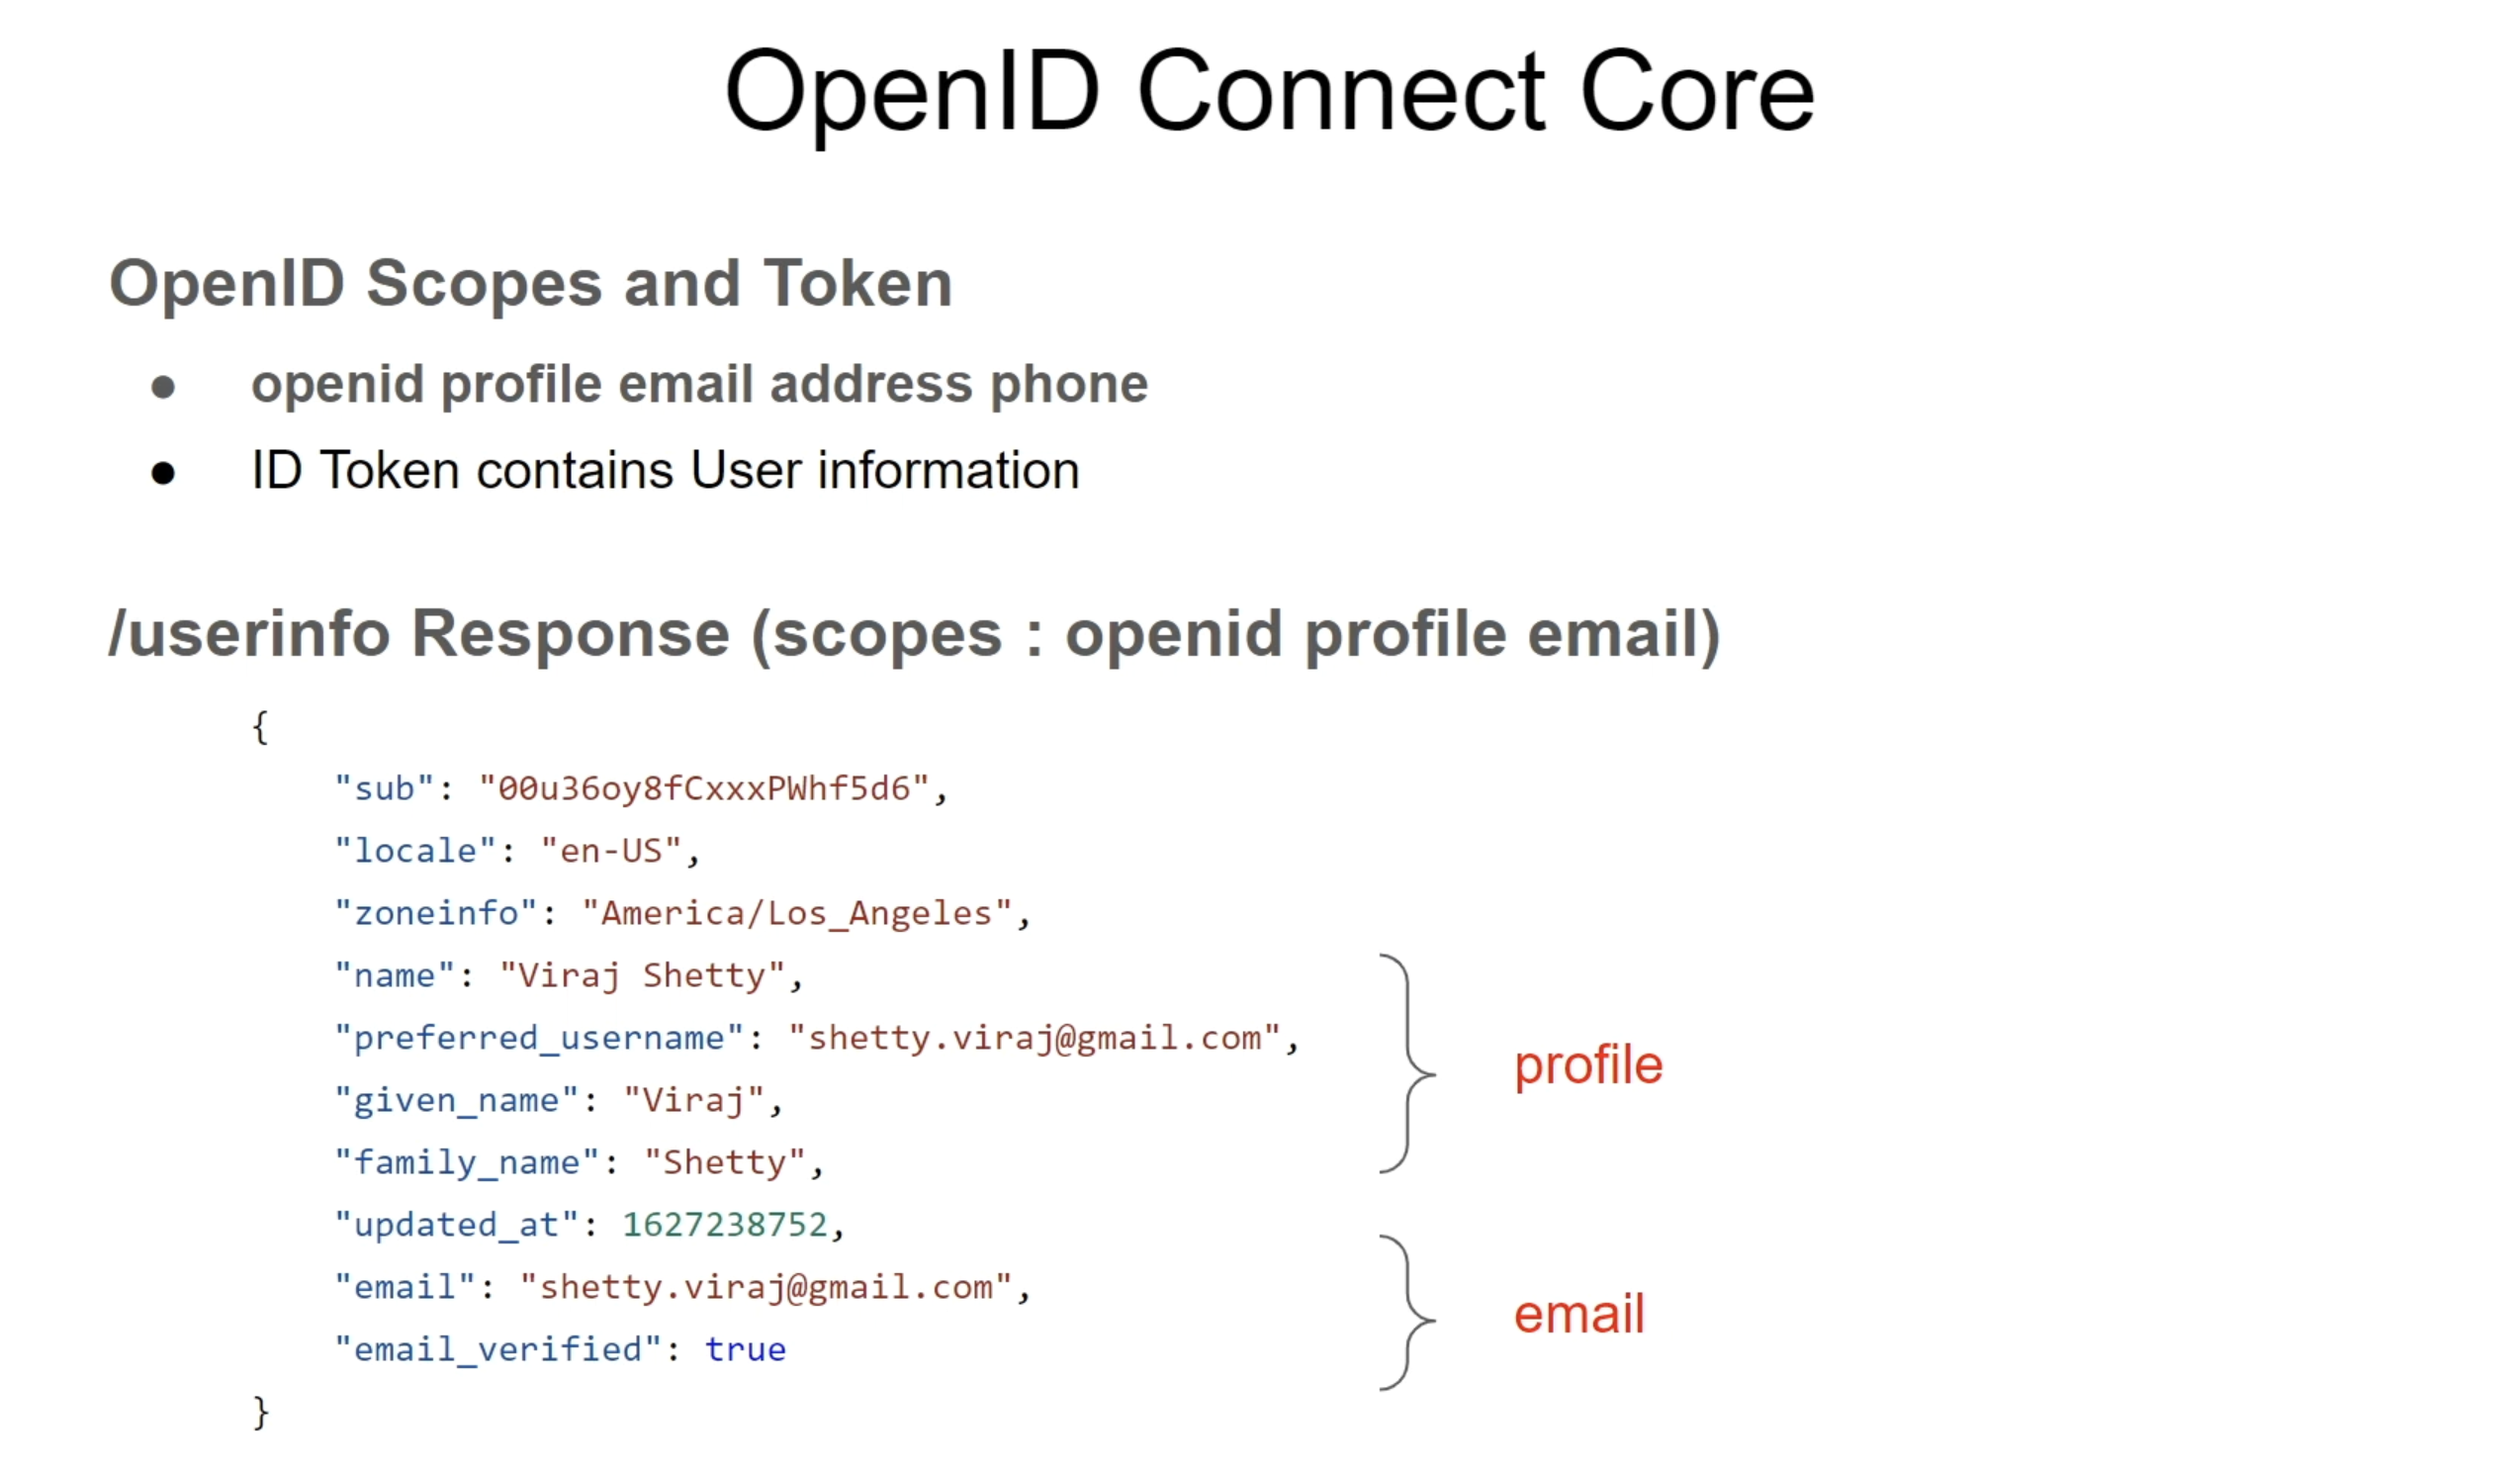 OpenID Connect Core
OpenID Scopes and Token
● openid profile email address phone
● ID Token contains User information
/userinfo Response (scopes : openid profile email)
{
"sub": "00u36oy8fCxxxPWhf5d6",
"locale": "en-US",
"zoneinfo": "America/Los_Angeles",
"name": "Viraj Shetty",
"preferred_username": "shetty.viraj@gmail.com",
"given_name": "Viraj",
"family_name": "Shetty",
"updated_at": 1627238752,
"email": "shetty.viraj@gmail.com",
"email_verified": true
}
profile
email